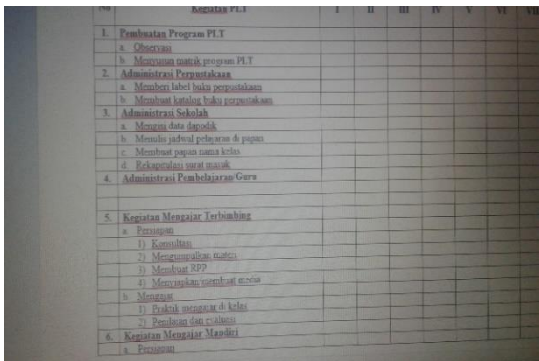 No Kegiatan PLT I II III IV V VI VII
1. Pembuatan Program PLT
a. Observasi
b. Menyusun matrik program PLT
2. Administrasi Perpustakaan
a. Memberi label buku perpustakaan
b. Membuat katalog buku perpustakaan
3. Administrasi Sekolah
a. Mengisi data dapodik
b. Menulis jadwal pelajaran di papan
c. Membuat papan nama kelas
d. Rekapitulasi surat masuk
4. Administrasi Pembelajaran/Guru
5. Kegiatan Mengajar Terbimbing
a. Persiapan
1) Konsultasi
2) Mengumpulkan materi
3) Membuat RPP
4) Menyiapkan/membuat media
b. Mengajar
1) Praktik mengajar di kelas
2) Penilaian dan evaluasi
6. Kegiatan Mengajar Mandiri
a. Persiapan